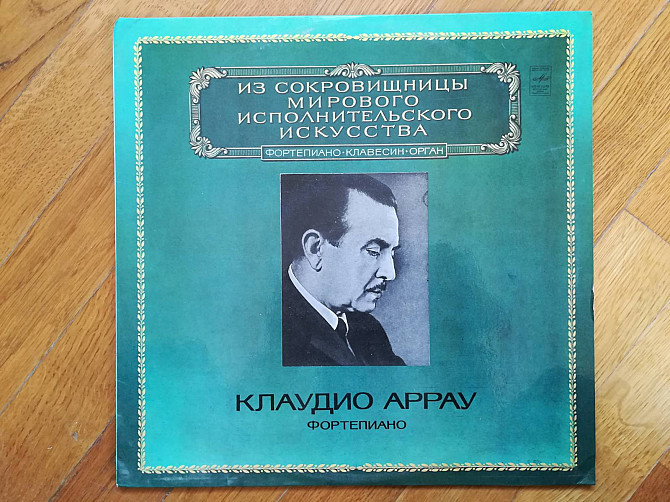 ИЗ СОКРОВИЩНИЦЫ
МИРОВОГО
ИСПОЛНИТЕЛЬСКОГО
ИСКУССТВА
ФОРТЕПИАНО·КЛАВЕСИН·ОРГАН
КЛАУДИО АРРАУ
ФОРТЕПИАНО